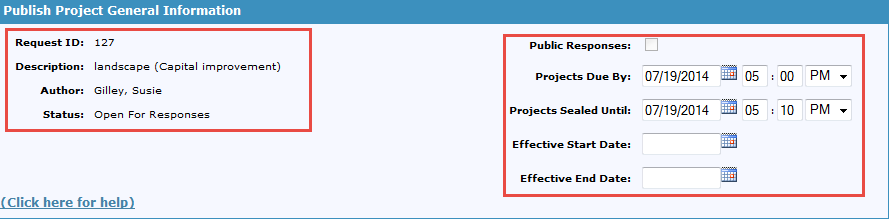 Publish Project General Information
Request ID: 127
Description: landscape (Capital improvement)
Author: Gilley, Susie
Status: Open For Responses
Public Responses:
Projects Due By: 07/19/2014 05 : 00 PM
Projects Sealed Until: 07/19/2014 05 : 10 PM
Effective Start Date:
Effective End Date:
(Click here for help)